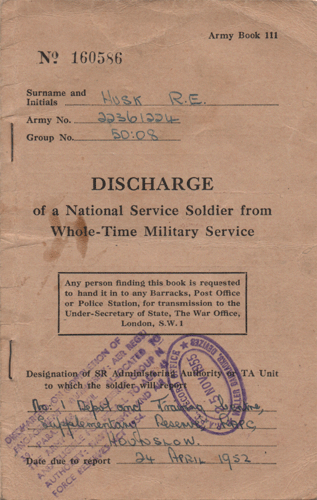 Army Book 111
No 160586
Surname and Initials HUSK R.E.
Army No. 22361224
Group No. 50:08
DISCHARGE
of a National Service Soldier from
Whole-Time Military Service
Any person finding this book is requested
to hand it in to any Barracks, Post Office
or Police Station, for transmission to the
Under-Secretary of State, The War Office,
London, S.W.1
Designation of SR Administering Authority or TA Unit
to which the soldier will report
No. 1 Depot and Training
Supplementary Reserve
HOUNSLOW.
Date due to report 24 APRIL 1952